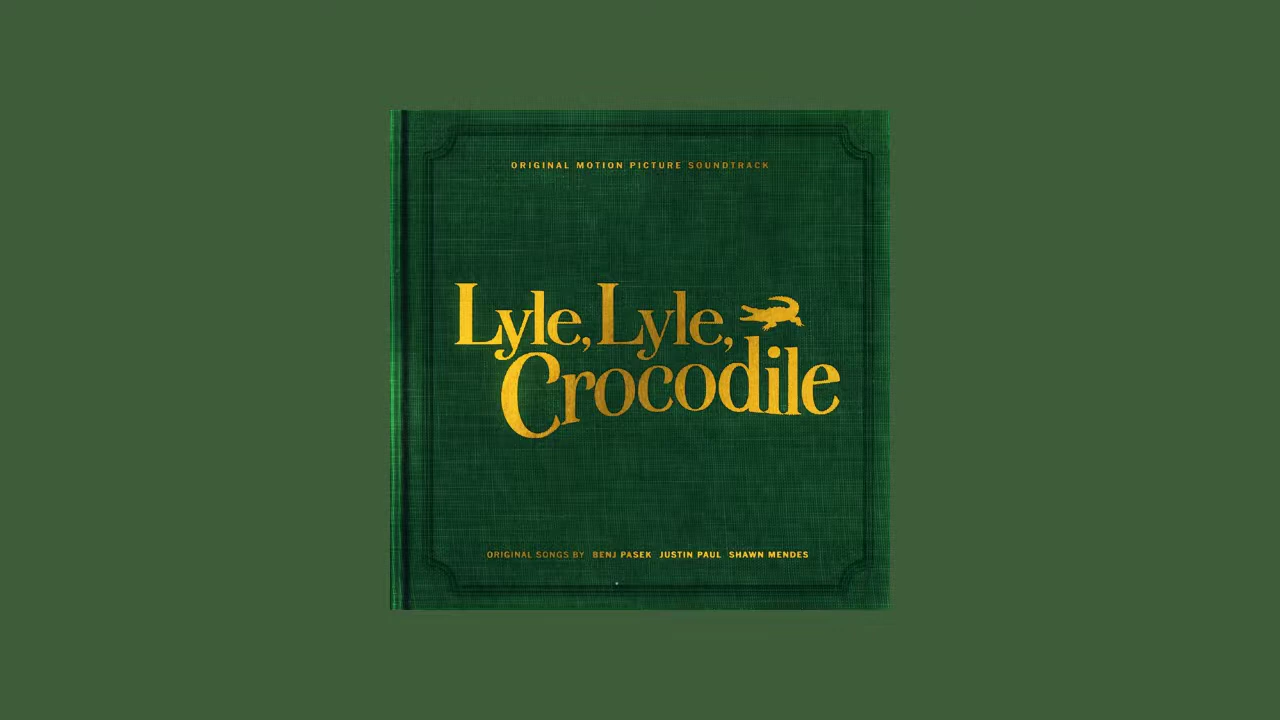 ORIGINAL MOTION PICTURE SOUNDTRACK
Lyle, Lyle,
Crocodile
ORIGINAL SONGS BY BENJ PASEK JUSTIN PAUL SHAWN MENDES